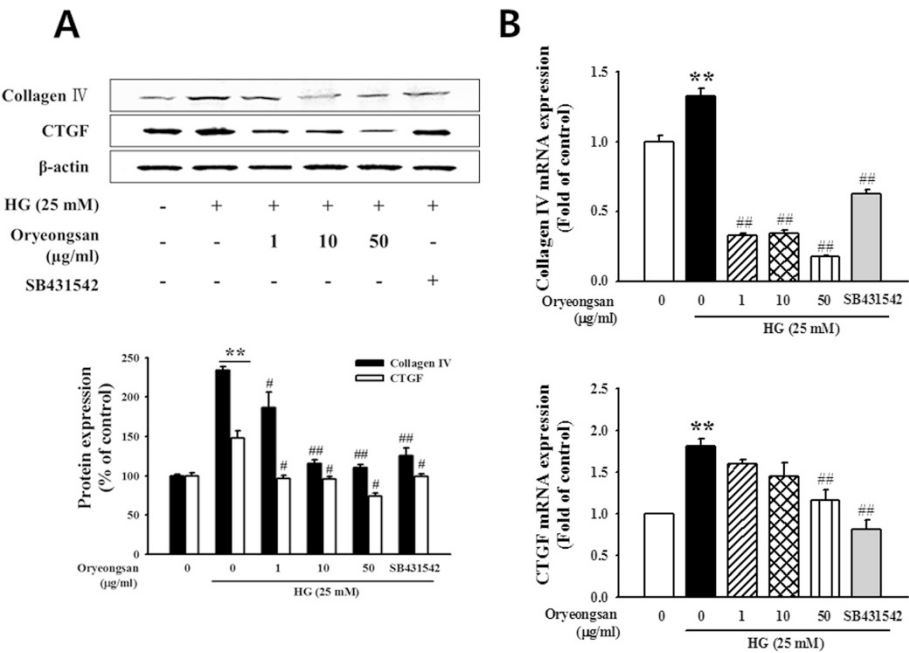 A
Collagen Ⅳ
CTGF
β-actin
HG (25 mM) - + + + + +
Oryeongsan - - 1 10 50 -
(μg/ml)
SB431542 - - - - - +
250
200
150
100
50
0
Protein expression
(% of control)
**
#
#
##
#
##
#
##
#
Collagen IV
CTGF
Oryeongsan 0 0 1 10 50 SB431542
(μg/ml)
HG (25 mM)
B
Collagen IV mRNA expression
(Fold of control)
1.5
1.0
0.5
0.0
**
##
##
##
##
Oryeongsan 0 0 1 10 50 SB431542
(μg/ml)
HG (25 mM)
CTGF mRNA expression
(Fold of control)
2.5
2.0
1.5
1.0
0.5
0.0
**
##
##
Oryeongsan 0 0 1 10 50 SB431542
(μg/ml)
HG (25 mM)